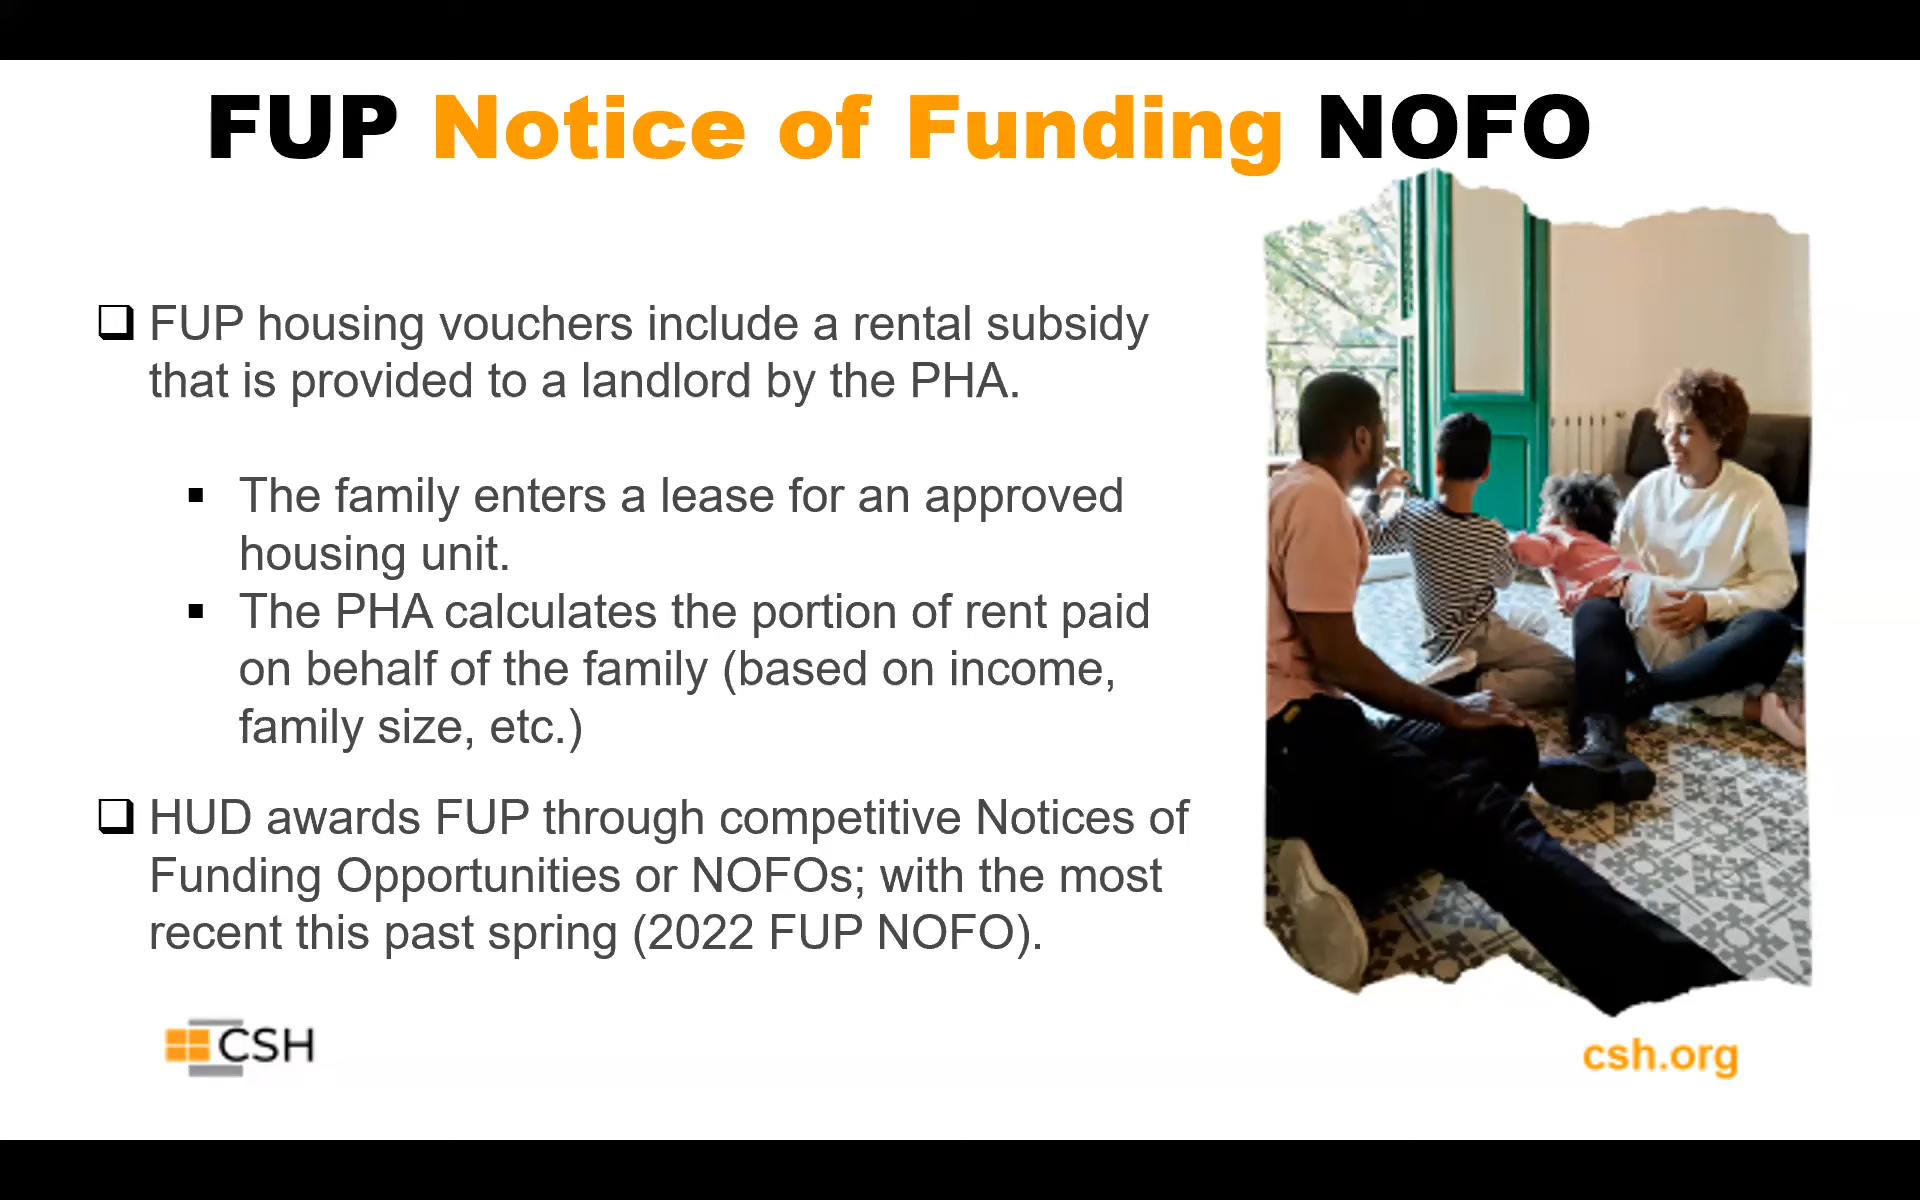 FUP Notice of Funding NOFO
FUP housing vouchers include a rental subsidy
that is provided to a landlord by the PHA.
The family enters a lease for an approved
housing unit.
The PHA calculates the portion of rent paid
on behalf of the family (based on income,
family size, etc.)
HUD awards FUP through competitive Notices of
Funding Opportunities or NOFOs; with the most
recent this past spring (2022 FUP NOFO).
CSH
csh.org